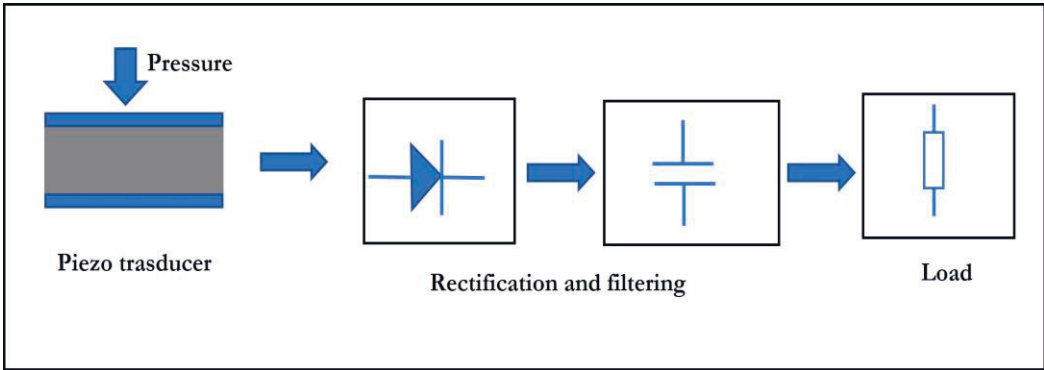 Pressure
Piezo trasducer
Rectification and filtering
Load